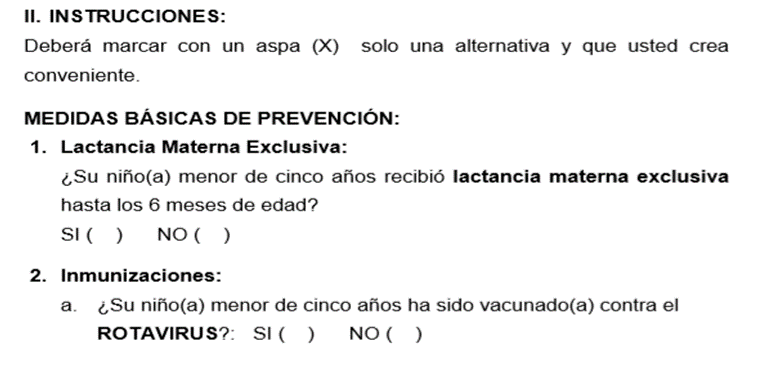 II. INSTRUCCIONES:
Deberá marcar con un aspa (X) solo una alternativa y que usted crea
conveniente.
MEDIDAS BÁSICAS DE PREVENCIÓN:
1. Lactancia Materna Exclusiva:
¿Su niño(a) menor de cinco años recibió lactancia materna exclusiva
hasta los 6 meses de edad?
SI ( ) NO ( )
2. Inmunizaciones:
a. ¿Su niño(a) menor de cinco años ha sido vacunado(a) contra el
ROTAVIRUS?: SI ( ) NO ( )